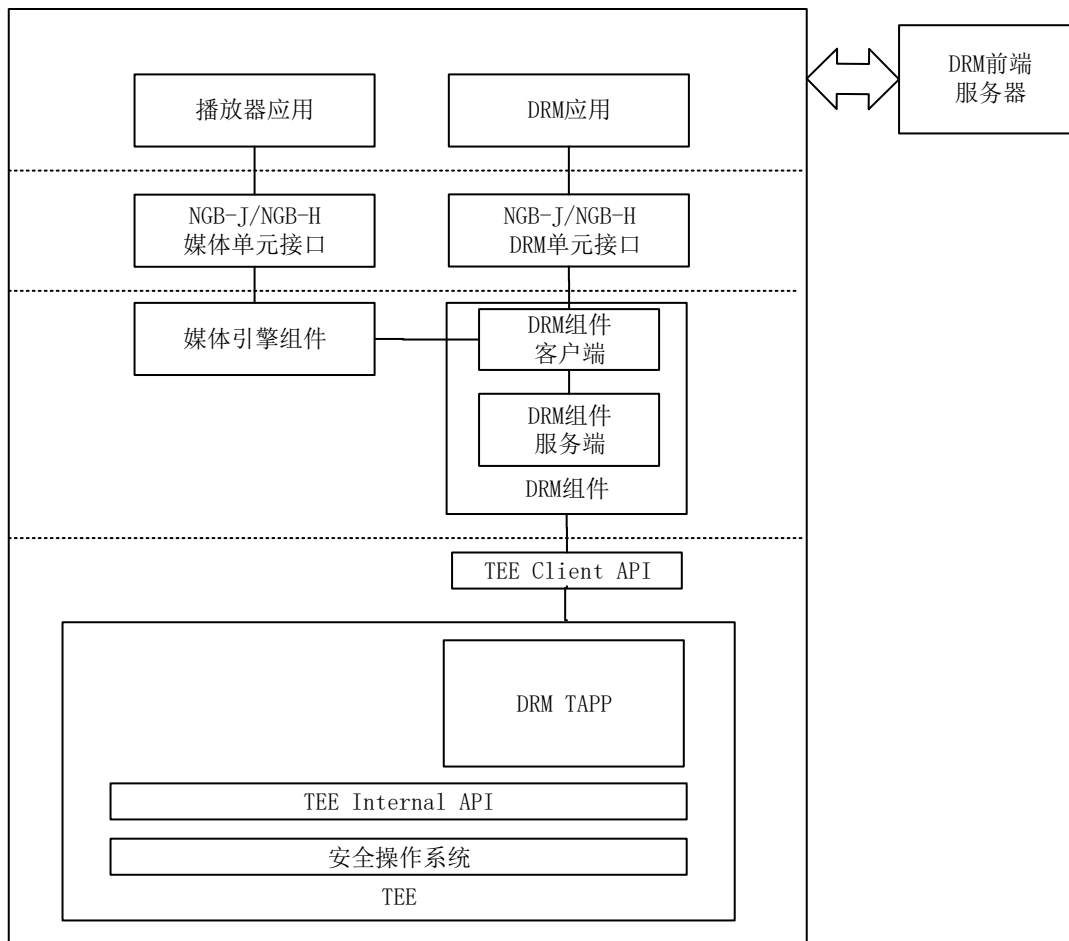 DRM前端
服务器
播放器应用
DRM应用
NGB-J/NGB-H
媒体单元接口
NGB-J/NGB-H
DRM单元接口
媒体引擎组件
DRM组件
客户端
DRM组件
服务端
DRM组件
TEE Client API
DRM TAPP
TEE Internal API
安全操作系统
TEE